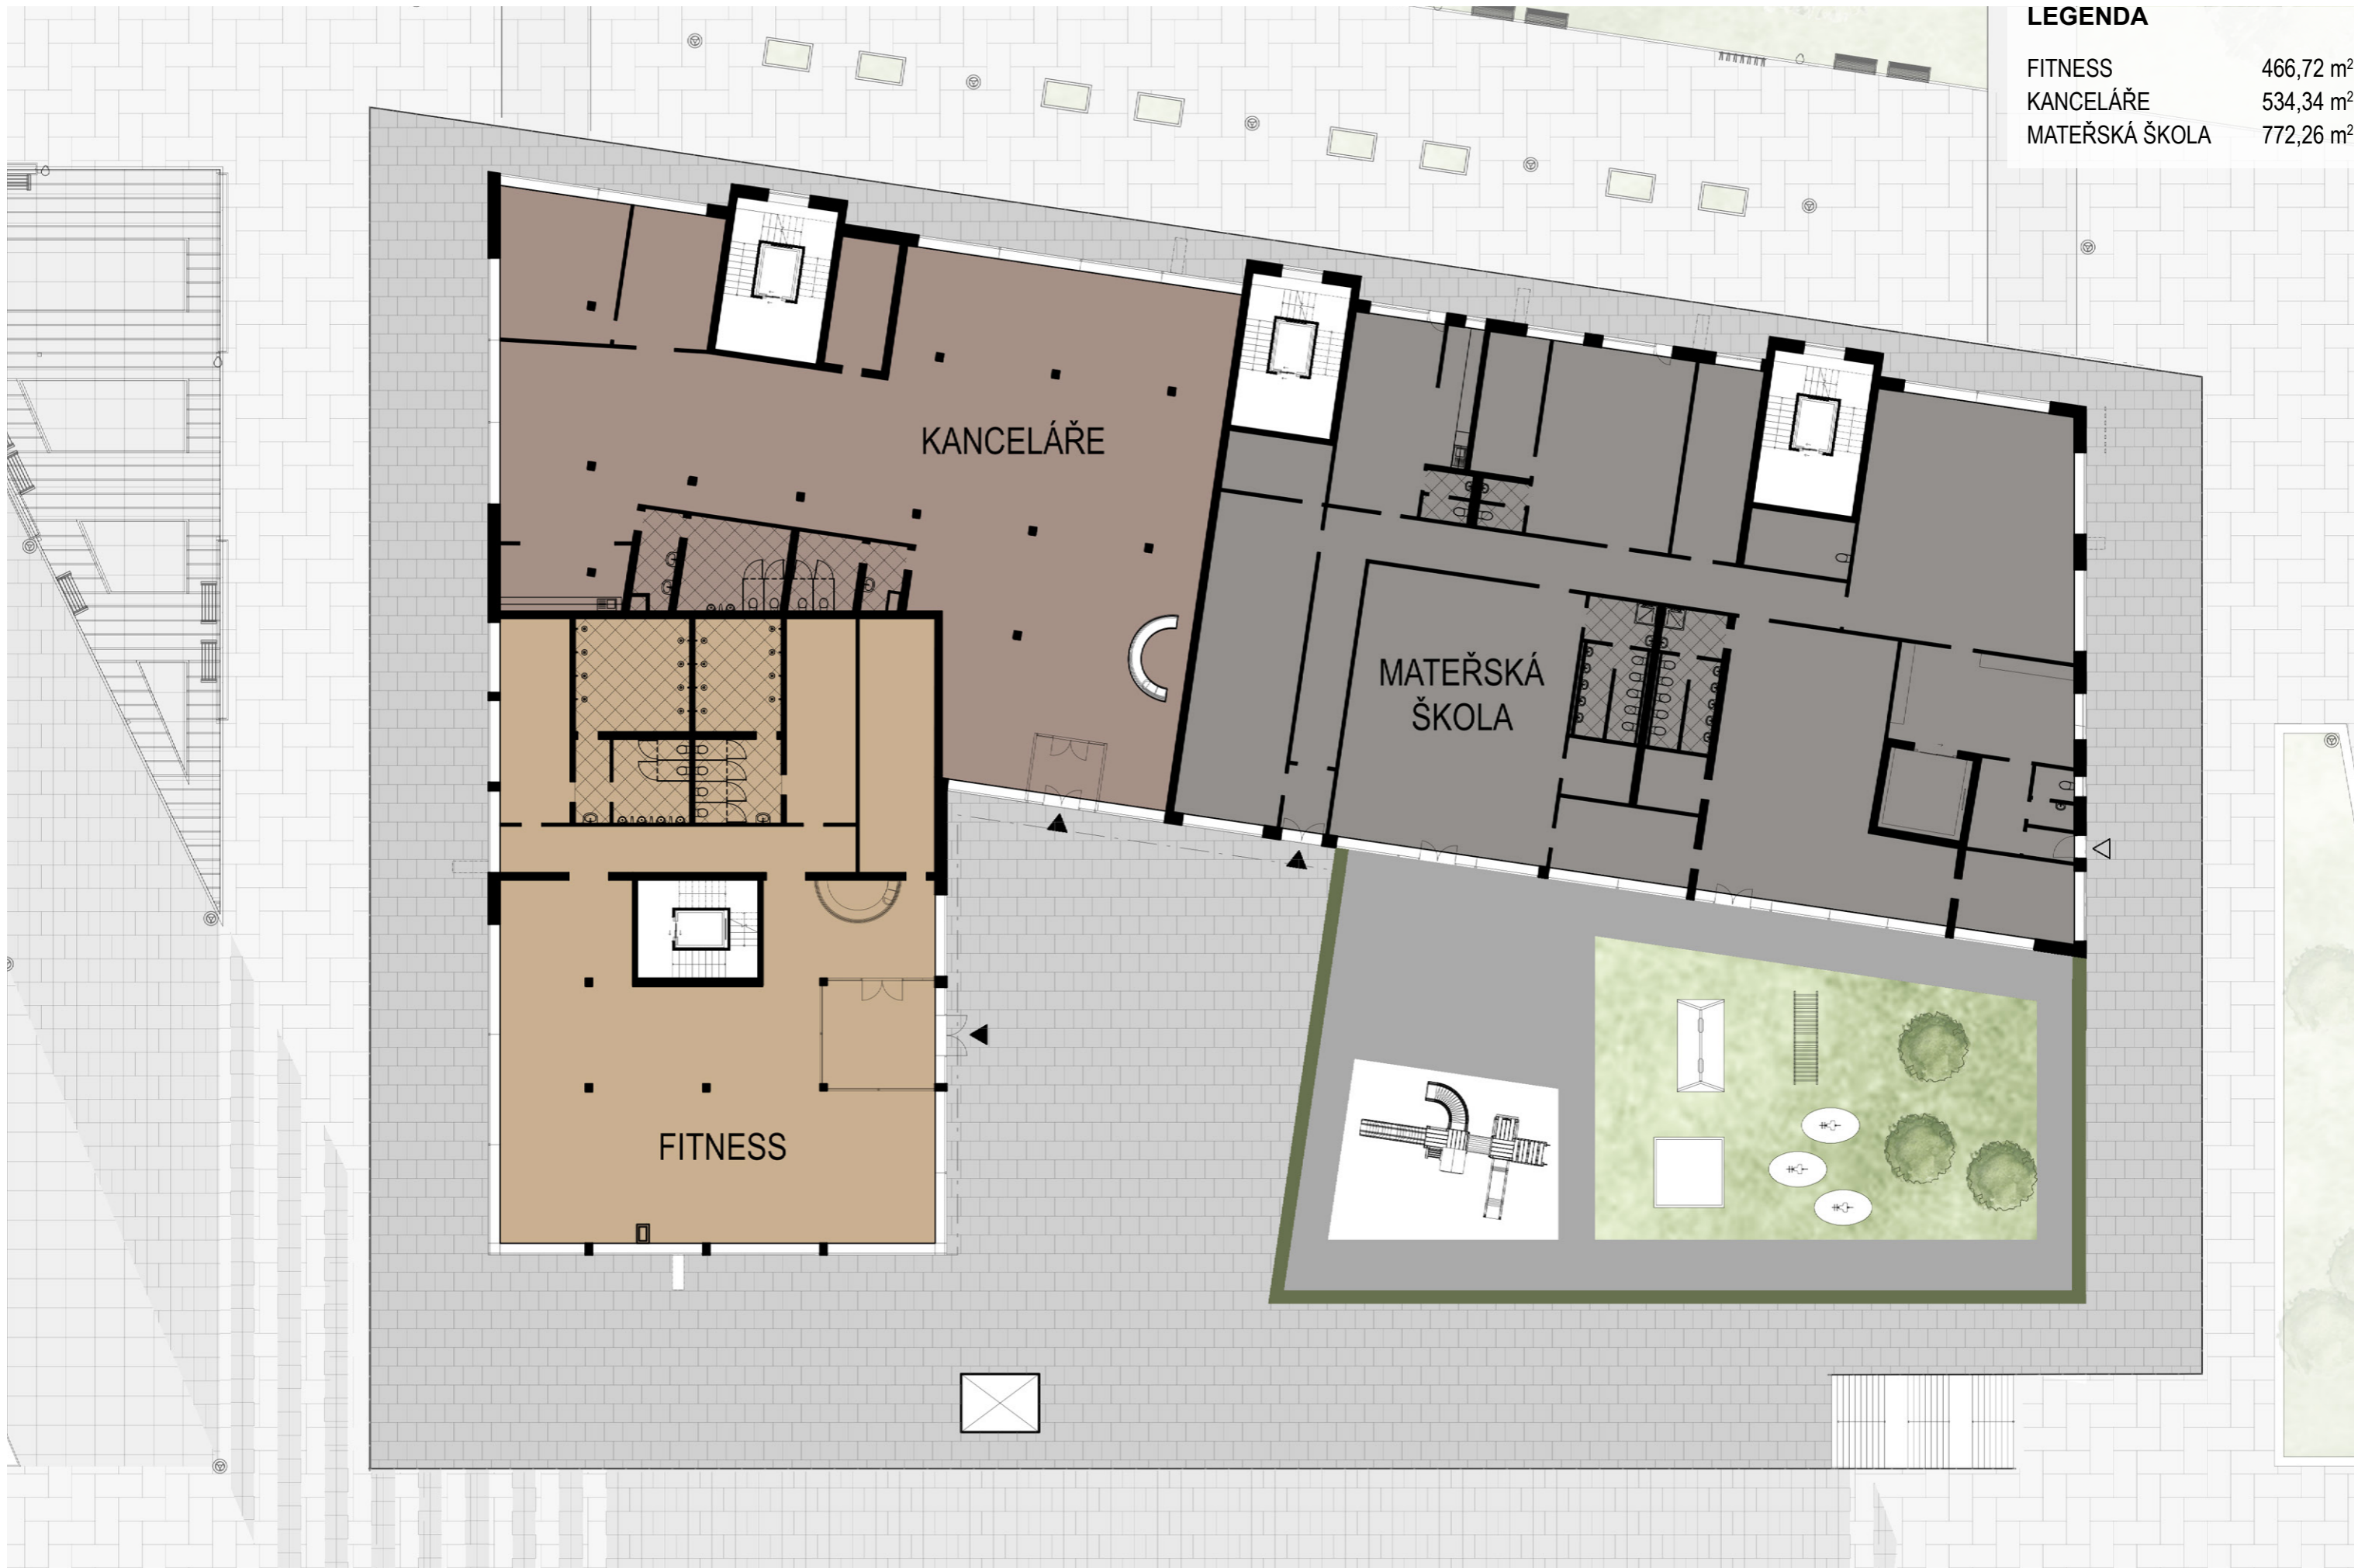 LEGENDA
FITNESS 466,72 m²
KANCELÁŘE 534,34 m²
MATEŘSKÁ ŠKOLA 772,26 m²
KANCELÁŘE
MATEŘSKÁ
ŠKOLA
FITNESS